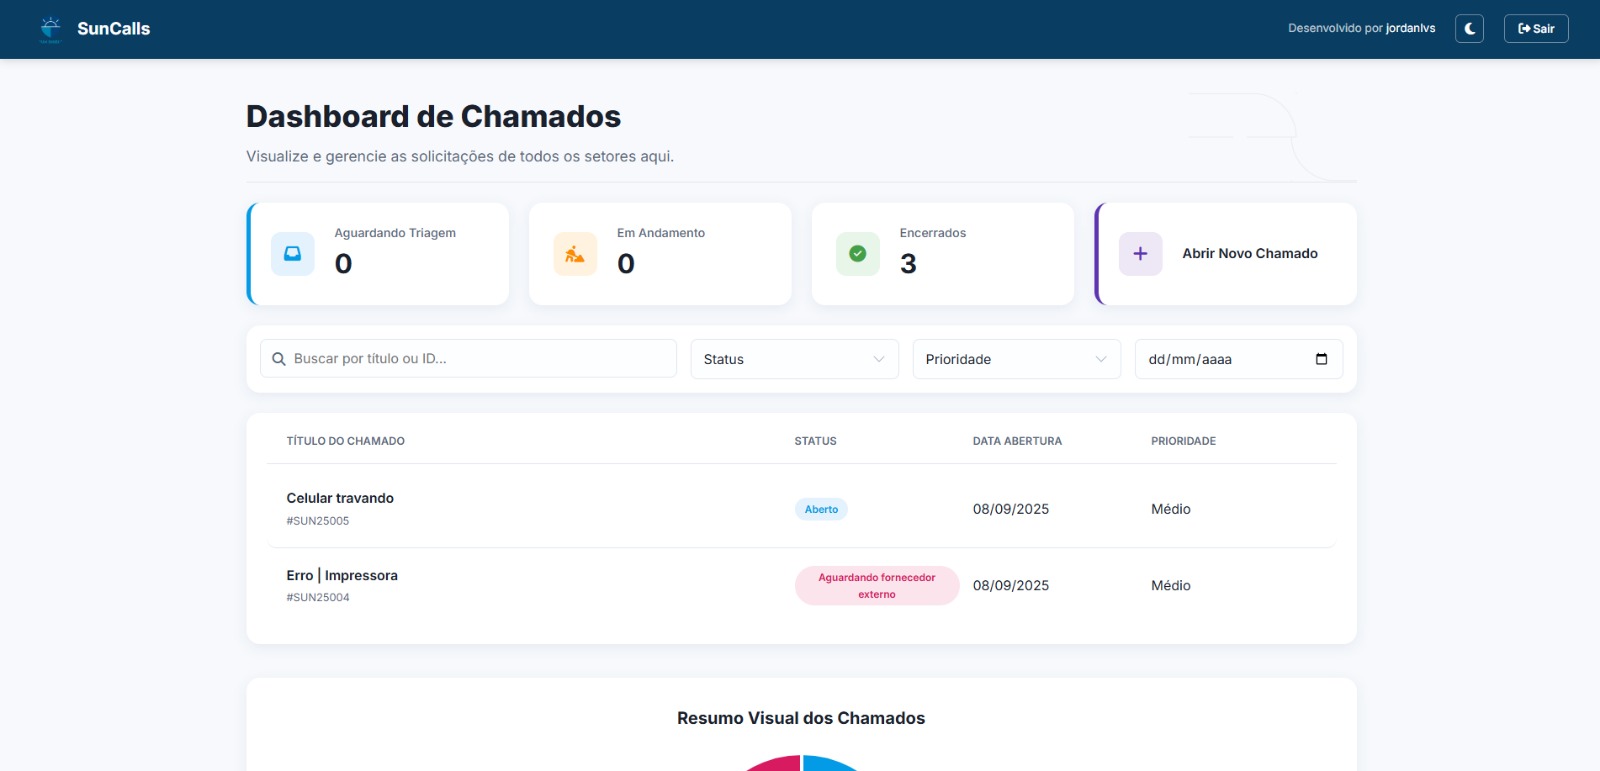 SunCalls
Desenvolvido por jordanlvs
Sair
Dashboard de Chamados
Visualize e gerencie as solicitações de todos os setores aqui.
Aguardando Triagem
0
Em Andamento
0
Encerrados
3
Abrir Novo Chamado
Buscar por título ou ID...
Status
Prioridade
dd/mm/aaaa
TÍTULO DO CHAMADO
STATUS
DATA ABERTURA
PRIORIDADE
Celular travando
#SUN25005
Aberto
08/09/2025
Médio
Erro | Impressora
#SUN25004
Aguardando fornecedor
externo
08/09/2025
Médio
Resumo Visual dos Chamados